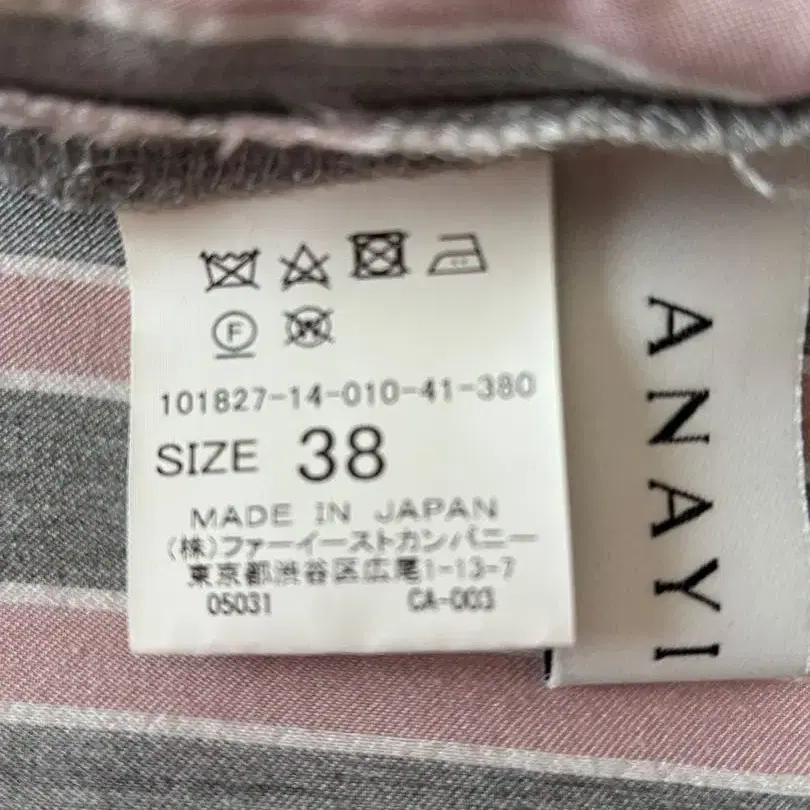 F
W
101827-14-010-41-380
SIZE 38
MADE IN JAPAN
(株)ファーイーストカンパニー
東京都渋谷区広尾1-13-7
05031 CA-003
ANAYI